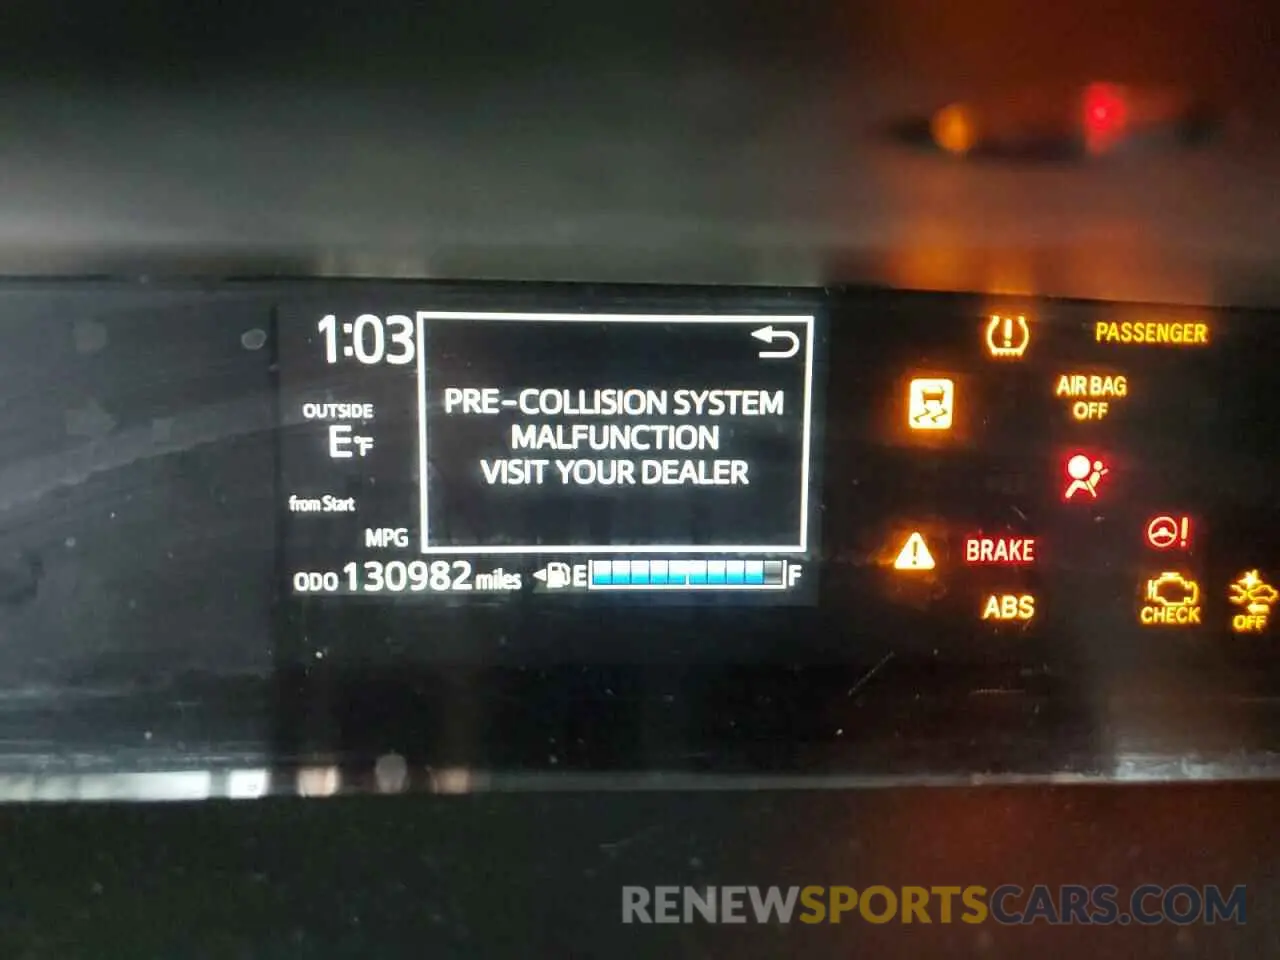 1:03
PRE-COLLISION SYSTEM
MALFUNCTION
VISIT YOUR DEALER
OUTSIDE
E°F
from Start
MPG
ODO 130982 miles
E F
PASSENGER
AIR BAG
OFF
BRAKE
ABS
CHECK
OFF
RENEWSPORTSCARS.COM